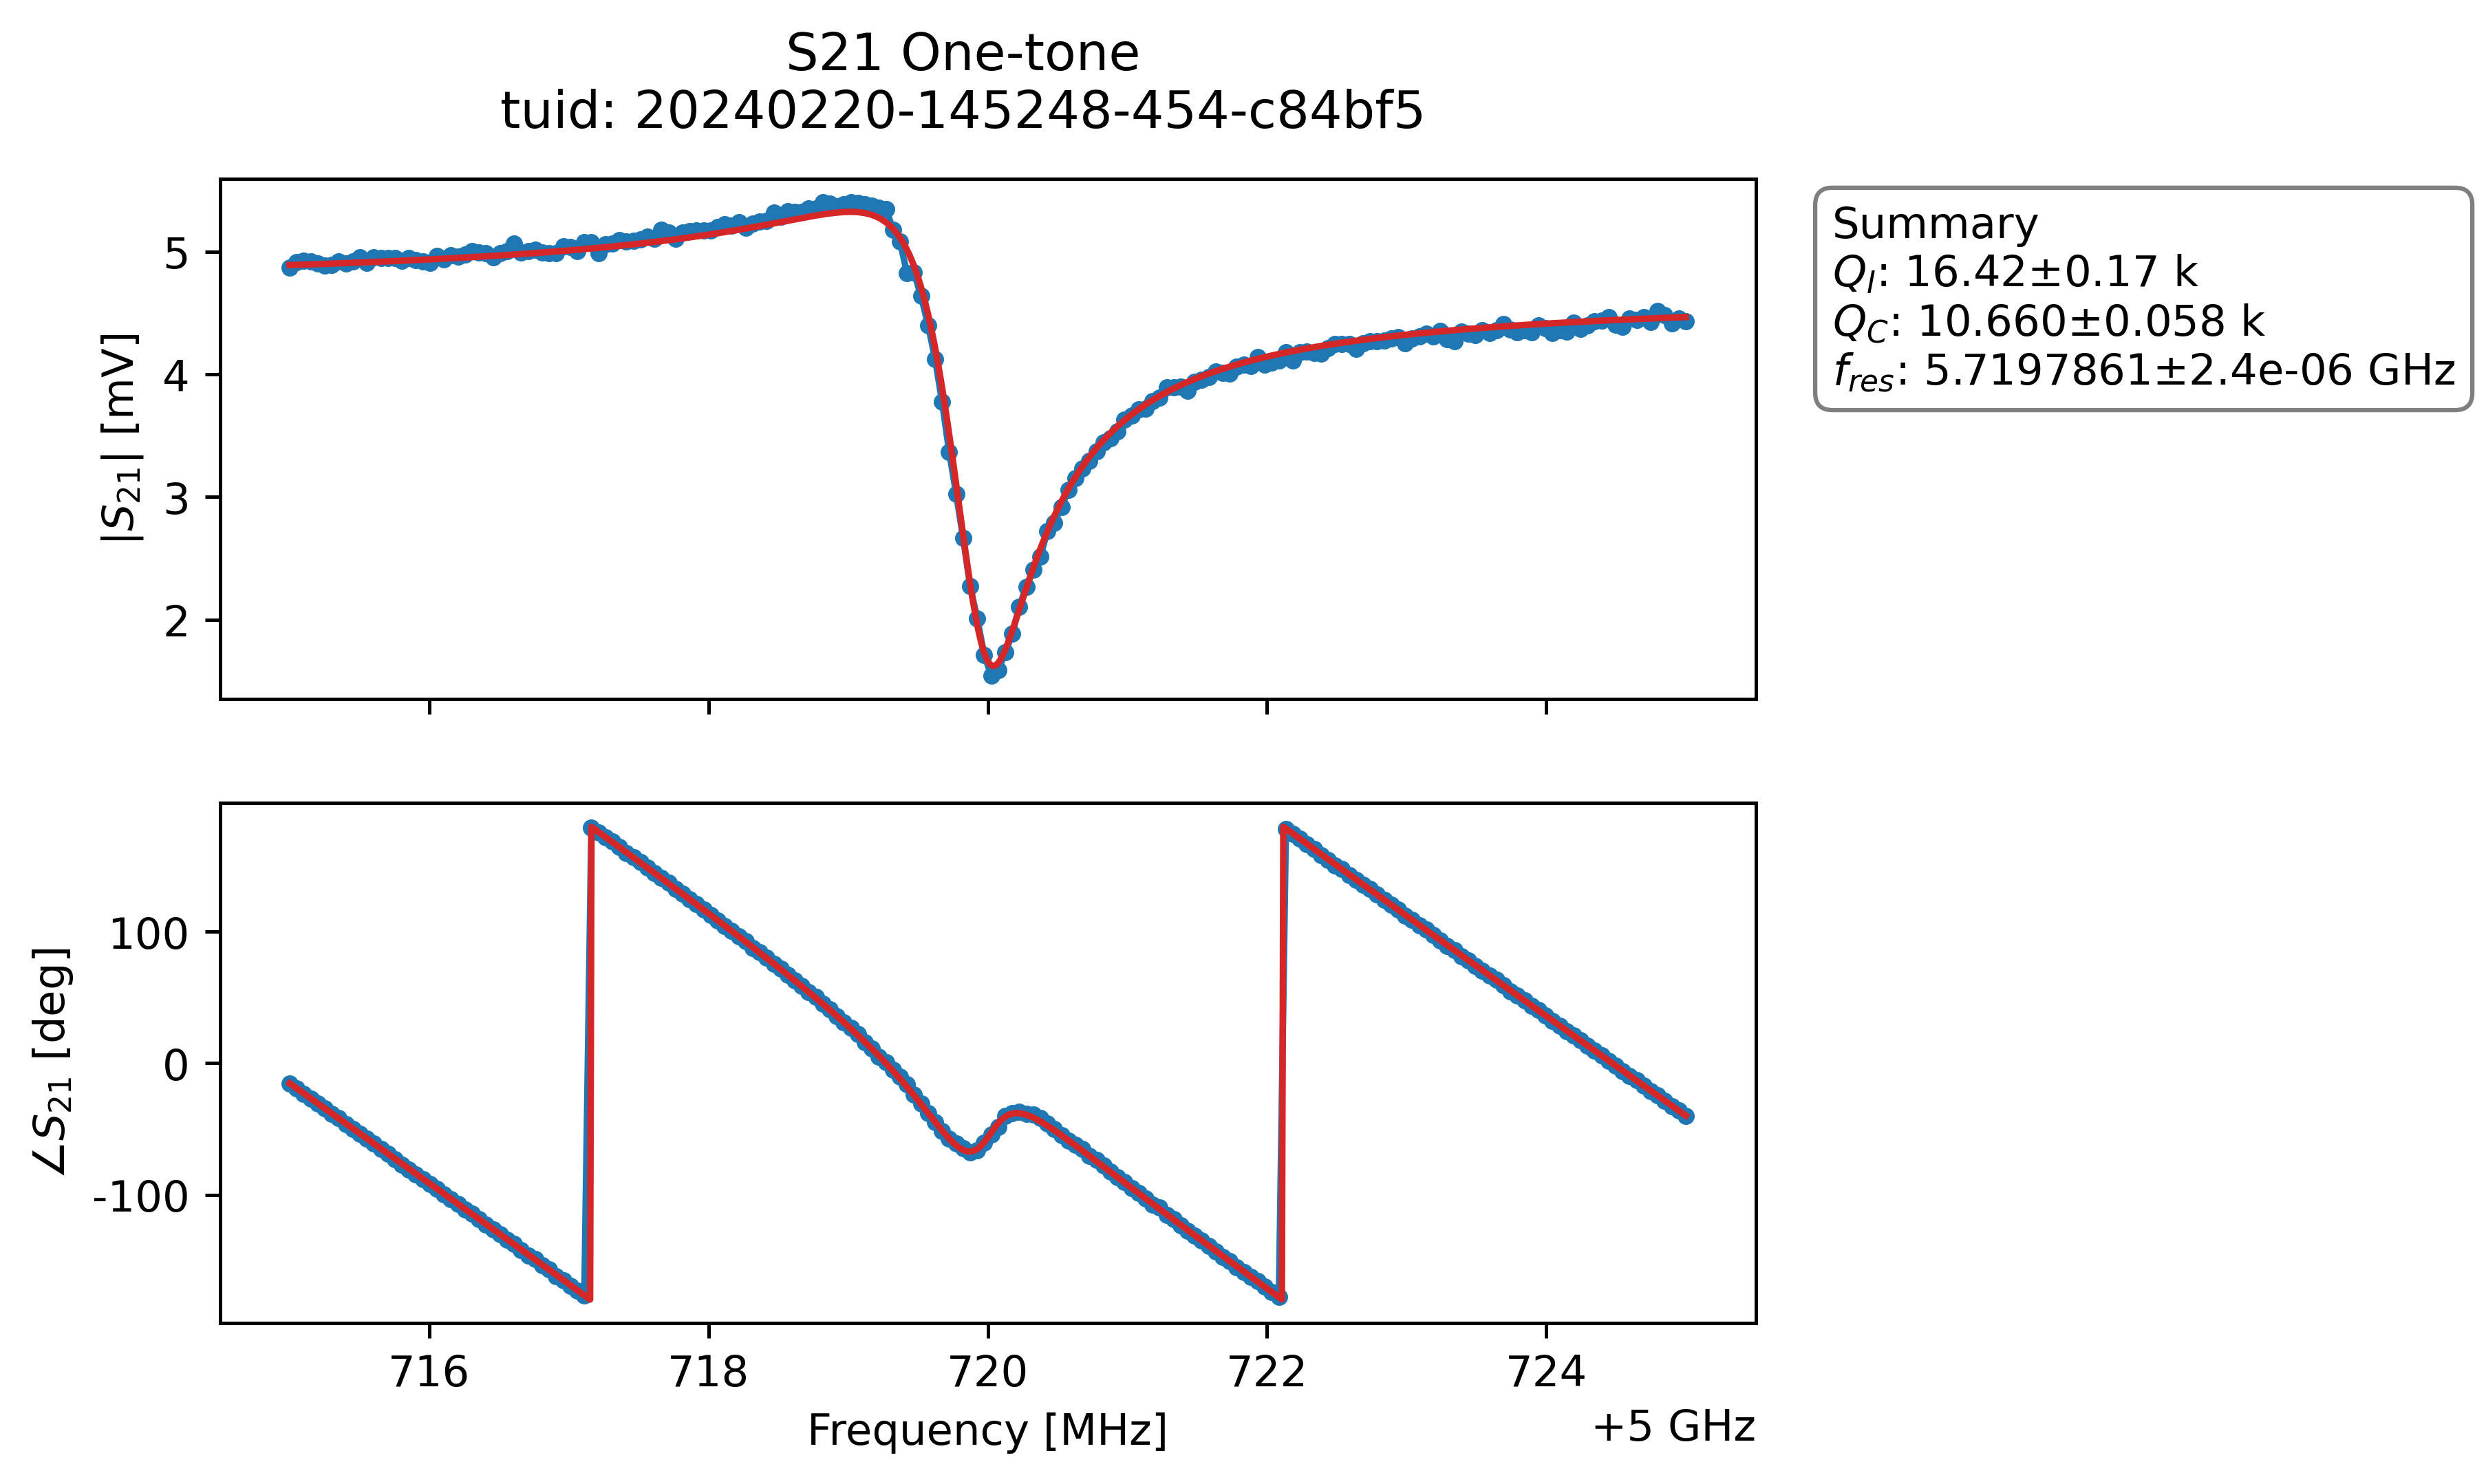 S21 One-tone
tuid: 20240220-145248-454-c84bf5
|S21| [mV]
5
4
3
2
Summary
QI: 16.42±0.17 k
QC: 10.660±0.058 k
fres: 5.7197861±2.4e-06 GHz
∠S21 [deg]
100
0
-100
716 718 720 722 724
Frequency [MHz]
+5 GHz